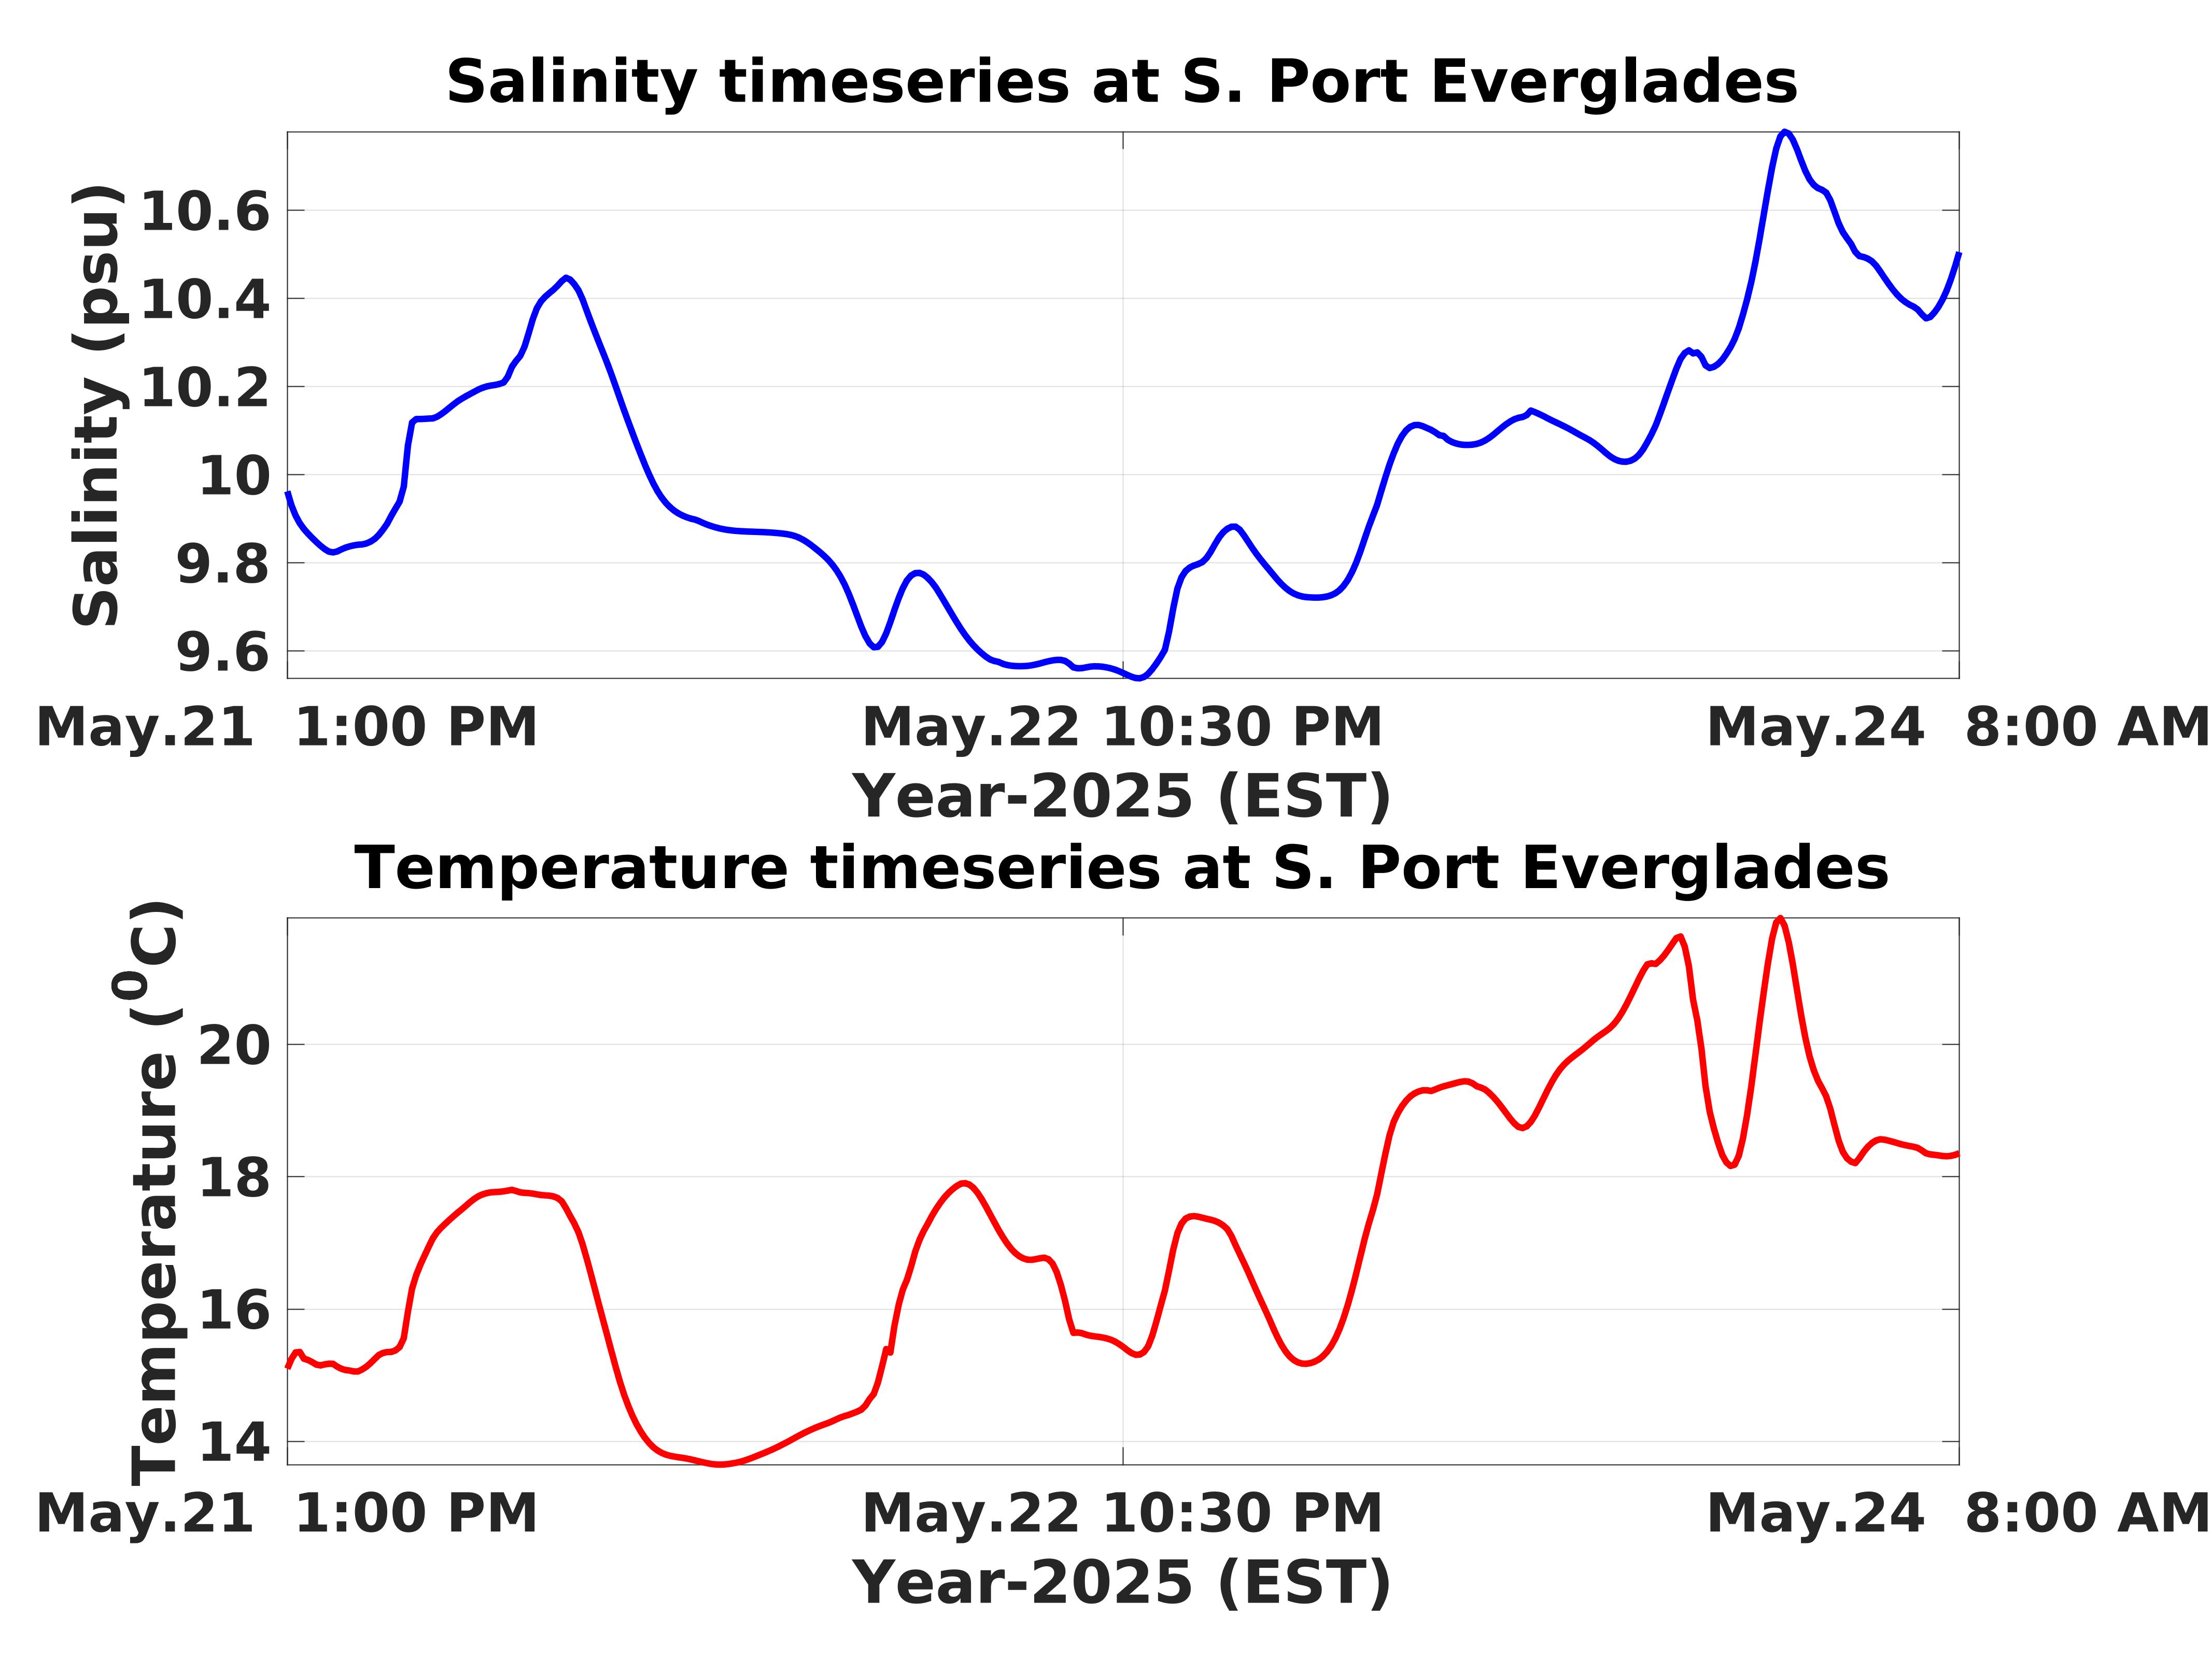 Salinity timeseries at S. Port Everglades
Salinity (psu)
10.6
10.4
10.2
10
9.8
9.6
May.21  1:00 PM
May.22 10:30 PM
May.24  8:00 AM
Year-2025 (EST)
Temperature timeseries at S. Port Everglades
Temperature (⁰C)
20
18
16
14
May.21  1:00 PM
May.22 10:30 PM
May.24  8:00 AM
Year-2025 (EST)